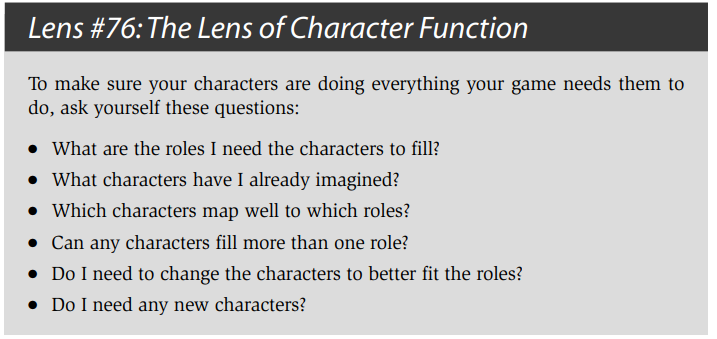 Lens #76: The Lens of Character Function
To make sure your characters are doing everything your game needs them to
do, ask yourself these questions:
● What are the roles I need the characters to fill?
● What characters have I already imagined?
● Which characters map well to which roles?
● Can any characters fill more than one role?
● Do I need to change the characters to better fit the roles?
● Do I need any new characters?